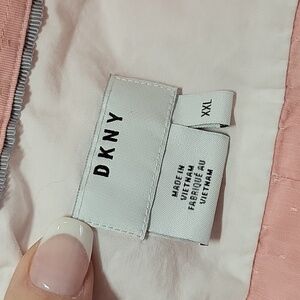 DKNY
XXL
MADE IN
VIETNAM
FABRIQUÉ AU
VIETNAM